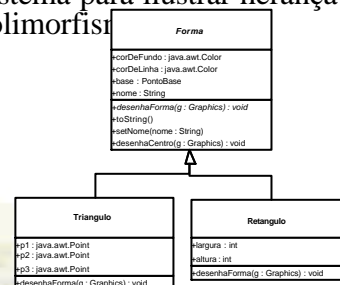 stema para ilustrar herança
olimorfism
Forma
+corDeFundo : java.awt.Color
+corDeLinha : java.awt.Color
+base : PontoBase
+nome : String
+desenhaForma(g : Graphics) : void
+toString()
+setNome(nome : String)
+desenhaCentro(g : Graphics) : void
Triangulo
+p1 : java.awt.Point
+p2 : java.awt.Point
+p3 : java.awt.Point
+desenhaForma(g : Graphics) : void
Retangulo
+largura : int
+altura : int
+desenhaForma(g : Graphics) : void